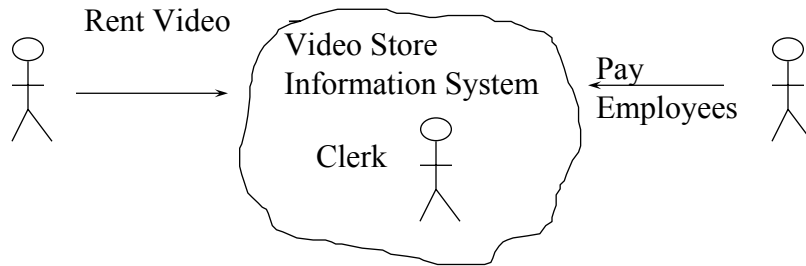 Rent Video
Video Store
Information System
Pay
Employees
Clerk